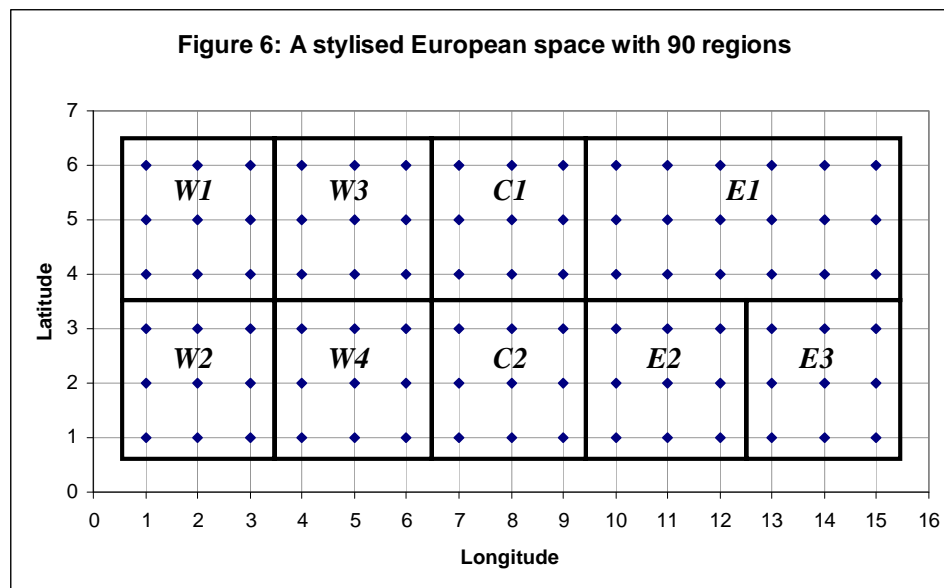 Figure 6: A stylised European space with 90 regions
7
6
5
4
3
2
1
0
Latitude
W1 W3 C1 E1
W2 W4 C2 E2 E3
0 1 2 3 4 5 6 7 8 9 10 11 12 13 14 15 16
Longitude